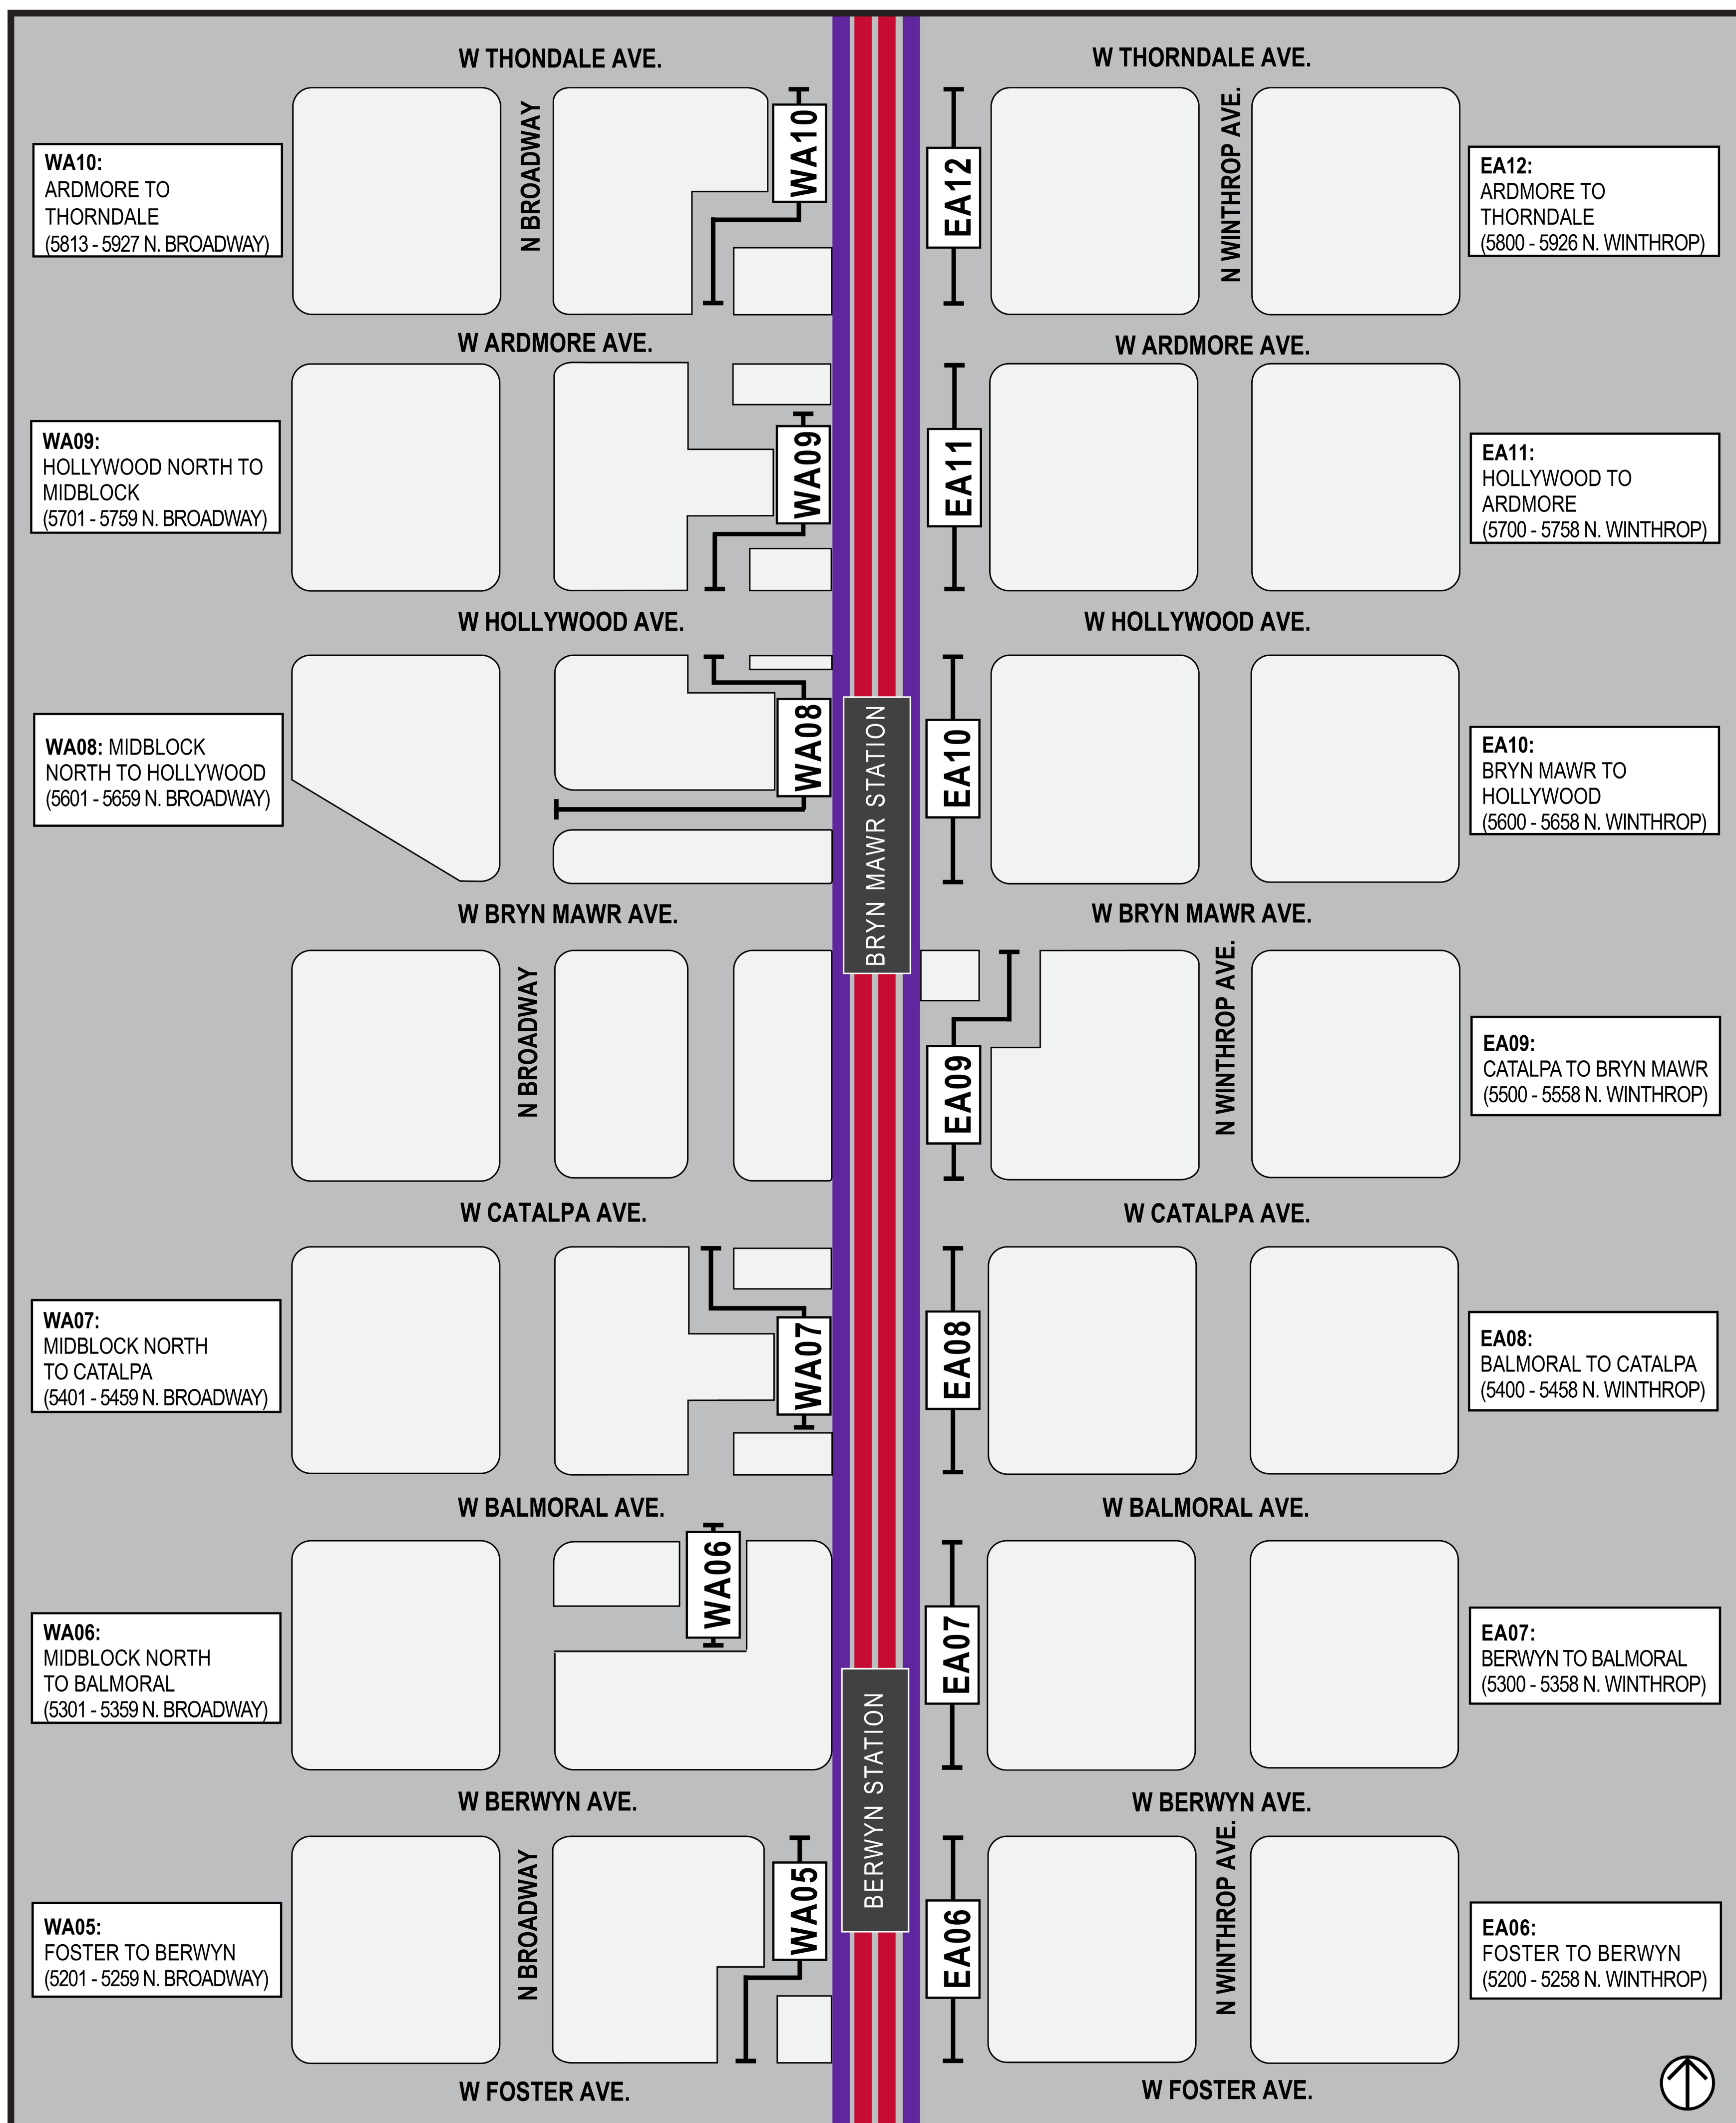 W THONDALE AVE.
W THORNDALE AVE.
N BROADWAY
WA10
EA12
N WINTHROP AVE.
WA10:
ARDMORE TO
THORNDALE
(5813 - 5927 N. BROADWAY)
EA12:
ARDMORE TO
THORNDALE
(5800 - 5926 N. WINTHROP)
W ARDMORE AVE.
W ARDMORE AVE.
WA09:
HOLLYWOOD NORTH TO
MIDBLOCK
(5701 - 5759 N. BROADWAY)
WA09
EA11
EA11:
HOLLYWOOD TO
ARDMORE
(5700 - 5758 N. WINTHROP)
W HOLLYWOOD AVE.
W HOLLYWOOD AVE.
WA08: MIDBLOCK
NORTH TO HOLLYWOOD
(5601 - 5659 N. BROADWAY)
WA08
BRYN MAWR STATION
EA10
EA10:
BRYN MAWR TO
HOLLYWOOD
(5600 - 5658 N. WINTHROP)
W BRYN MAWR AVE.
W BRYN MAWR AVE.
N BROADWAY
EA09
N WINTHROP AVE.
EA09:
CATALPA TO BRYN MAWR
(5500 - 5558 N. WINTHROP)
W CATALPA AVE.
W CATALPA AVE.
WA07:
MIDBLOCK NORTH
TO CATALPA
(5401 - 5459 N. BROADWAY)
WA07
EA08
EA08:
BALMORAL TO CATALPA
(5400 - 5458 N. WINTHROP)
W BALMORAL AVE.
W BALMORAL AVE.
WA06:
MIDBLOCK NORTH
TO BALMORAL
(5301 - 5359 N. BROADWAY)
WA06
BERWYN STATION
EA07
EA07:
BERWYN TO BALMORAL
(5300 - 5358 N. WINTHROP)
W BERWYN AVE.
W BERWYN AVE.
WA05:
FOSTER TO BERWYN
(5201 - 5259 N. BROADWAY)
N BROADWAY
WA05
EA06
N WINTHROP AVE.
EA06:
FOSTER TO BERWYN
(5200 - 5258 N. WINTHROP)
W FOSTER AVE.
W FOSTER AVE.